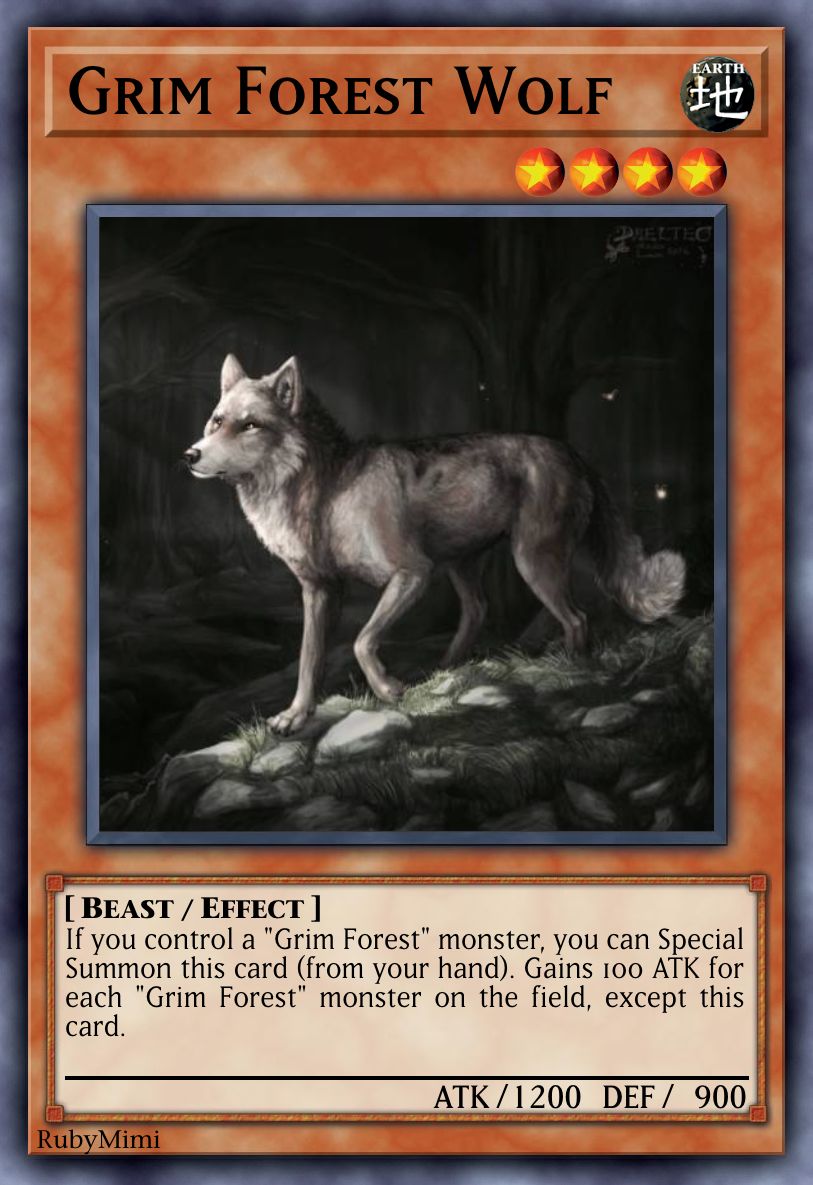 Grim Forest Wolf
EARTH
地
[ Beast / Effect ]
If you control a "Grim Forest" monster, you can Special
Summon this card (from your hand). Gains 100 ATK for
each "Grim Forest" monster on the field, except this
card.
ATK / 1200 DEF / 900
RubyMimi